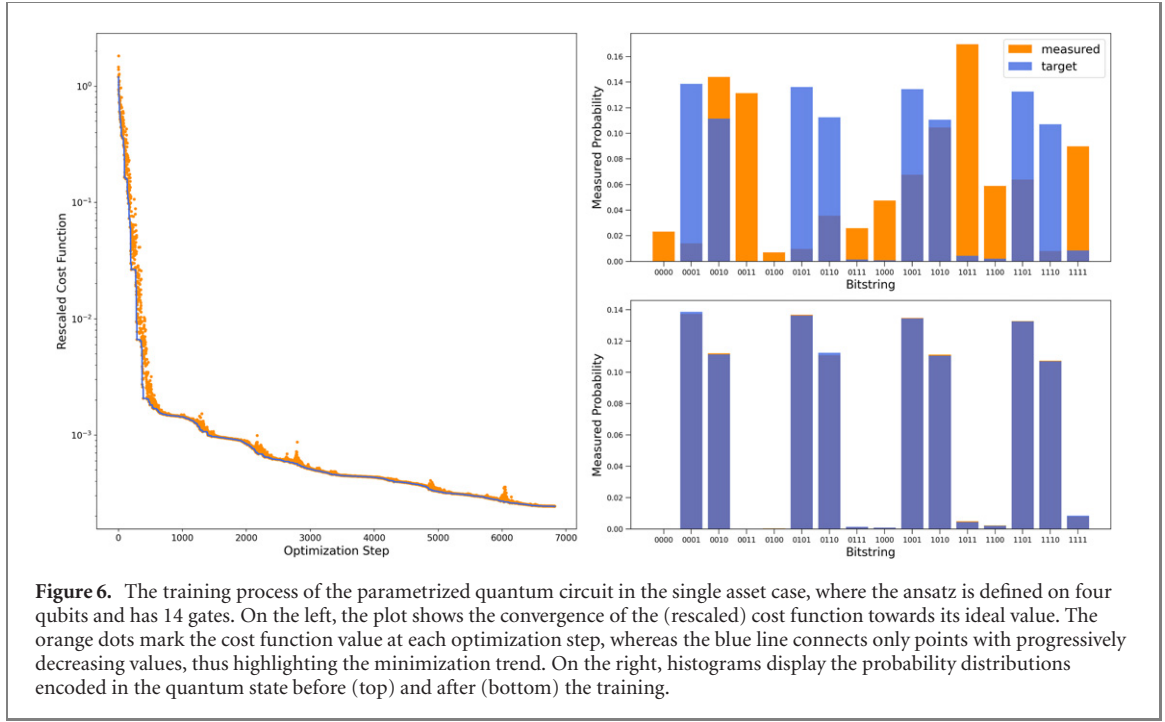 Rescaled Cost Function
10⁰
10⁻¹
10⁻²
10⁻³
0 1000 2000 3000 4000 5000 6000 7000
Optimization Step
Measured Probability
0.16
0.14
0.12
0.10
0.08
0.06
0.04
0.02
0.00
measured
target
0000 0001 0010 0011 0100 0101 0110 0111 1000 1001 1010 1011 1100 1101 1110 1111
Bitstring
Measured Probability
0.14
0.12
0.10
0.08
0.06
0.04
0.02
0.00
0000 0001 0010 0011 0100 0101 0110 0111 1000 1001 1010 1011 1100 1101 1110 1111
Bitstring
Figure 6. The training process of the parametrized quantum circuit in the single asset case, where the ansatz is defined on four
qubits and has 14 gates. On the left, the plot shows the convergence of the (rescaled) cost function towards its ideal value. The
orange dots mark the cost function value at each optimization step, whereas the blue line connects only points with progressively
decreasing values, thus highlighting the minimization trend. On the right, histograms display the probability distributions
encoded in the quantum state before (top) and after (bottom) the training.